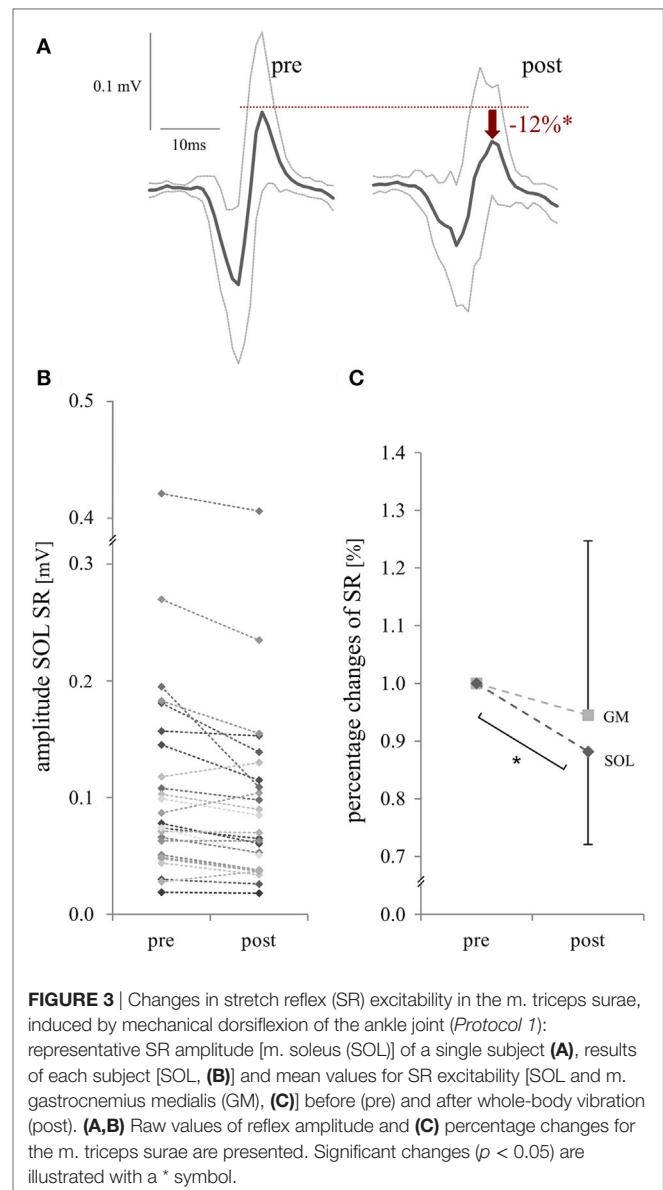 A
pre
post
0.1 mV
-12%*
10ms
B
C
amplitude SOL SR [mV]
0.5
0.4
0.3
0.2
0.1
0.0
pre
post
percentage changes of SR [%]
1.4
1.3
1.2
1.1
1.0
0.9
0.8
0.7
0.0
GM
SOL
*
pre
post
FIGURE 3 | Changes in stretch reflex (SR) excitability in the m. triceps surae,
induced by mechanical dorsiflexion of the ankle joint (Protocol 1):
representative SR amplitude [m. soleus (SOL)] of a single subject (A), results
of each subject [SOL, (B)] and mean values for SR excitability [SOL and m.
gastrocnemius medialis (GM), (C)] before (pre) and after whole-body vibration
(post). (A,B) Raw values of reflex amplitude and (C) percentage changes for
the m. triceps surae are presented. Significant changes (p < 0.05) are
illustrated with a * symbol.